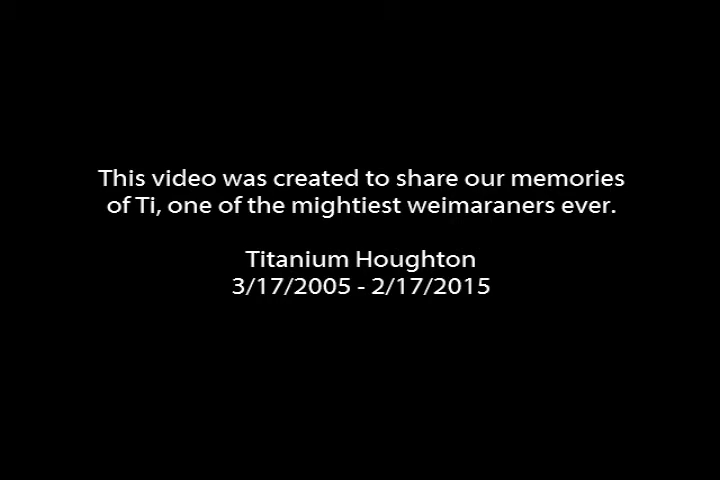 This video was created to share our memories
of Ti, one of the mightiest weimaraners ever.
Titanium Houghton
3/17/2005 - 2/17/2015